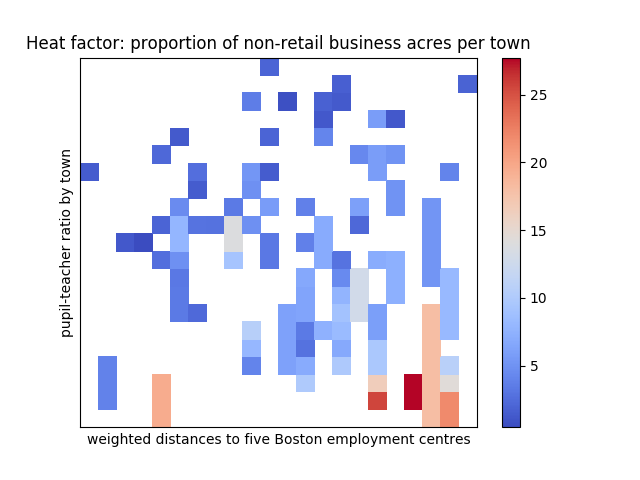 Heat factor: proportion of non-retail business acres per town
pupil-teacher ratio by town
weighted distances to five Boston employment centres
25
20
15
10
5